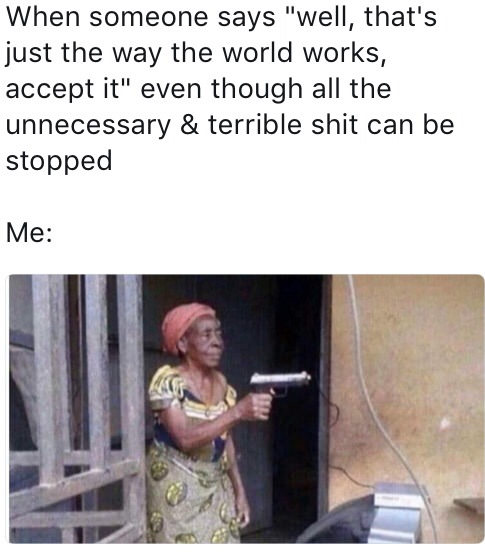 When someone says "well, that's
just the way the world works,
accept it" even though all the
unnecessary & terrible shit can be
stopped
Me: